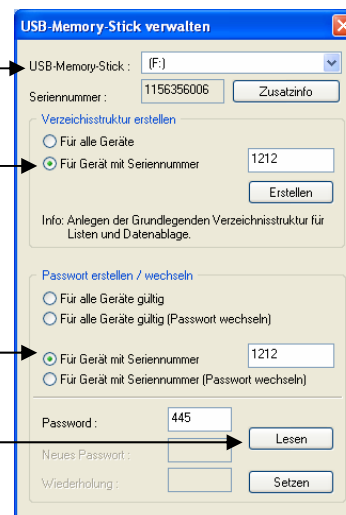 USB-Memory-Stick verwalten
USB-Memory-Stick : (F:)
Seriennummer : 1156356006 Zusatzinfo
Verzeichisstruktur erstellen
Für alle Geräte
Für Gerät mit Seriennummer 1212
Erstellen
Info: Anlegen der Grundlegenden Verzeichnisstruktur für
Listen und Datenablage.
Passwort erstellen / wechseln
Für alle Geräte gültig
Für alle Geräte gültig (Passwort wechseln)
Für Gerät mit Seriennummer 1212
Für Gerät mit Seriennummer (Passwort wechseln)
Password : 445
Lesen
Neues Passwort :
Wiederholung : Setzen